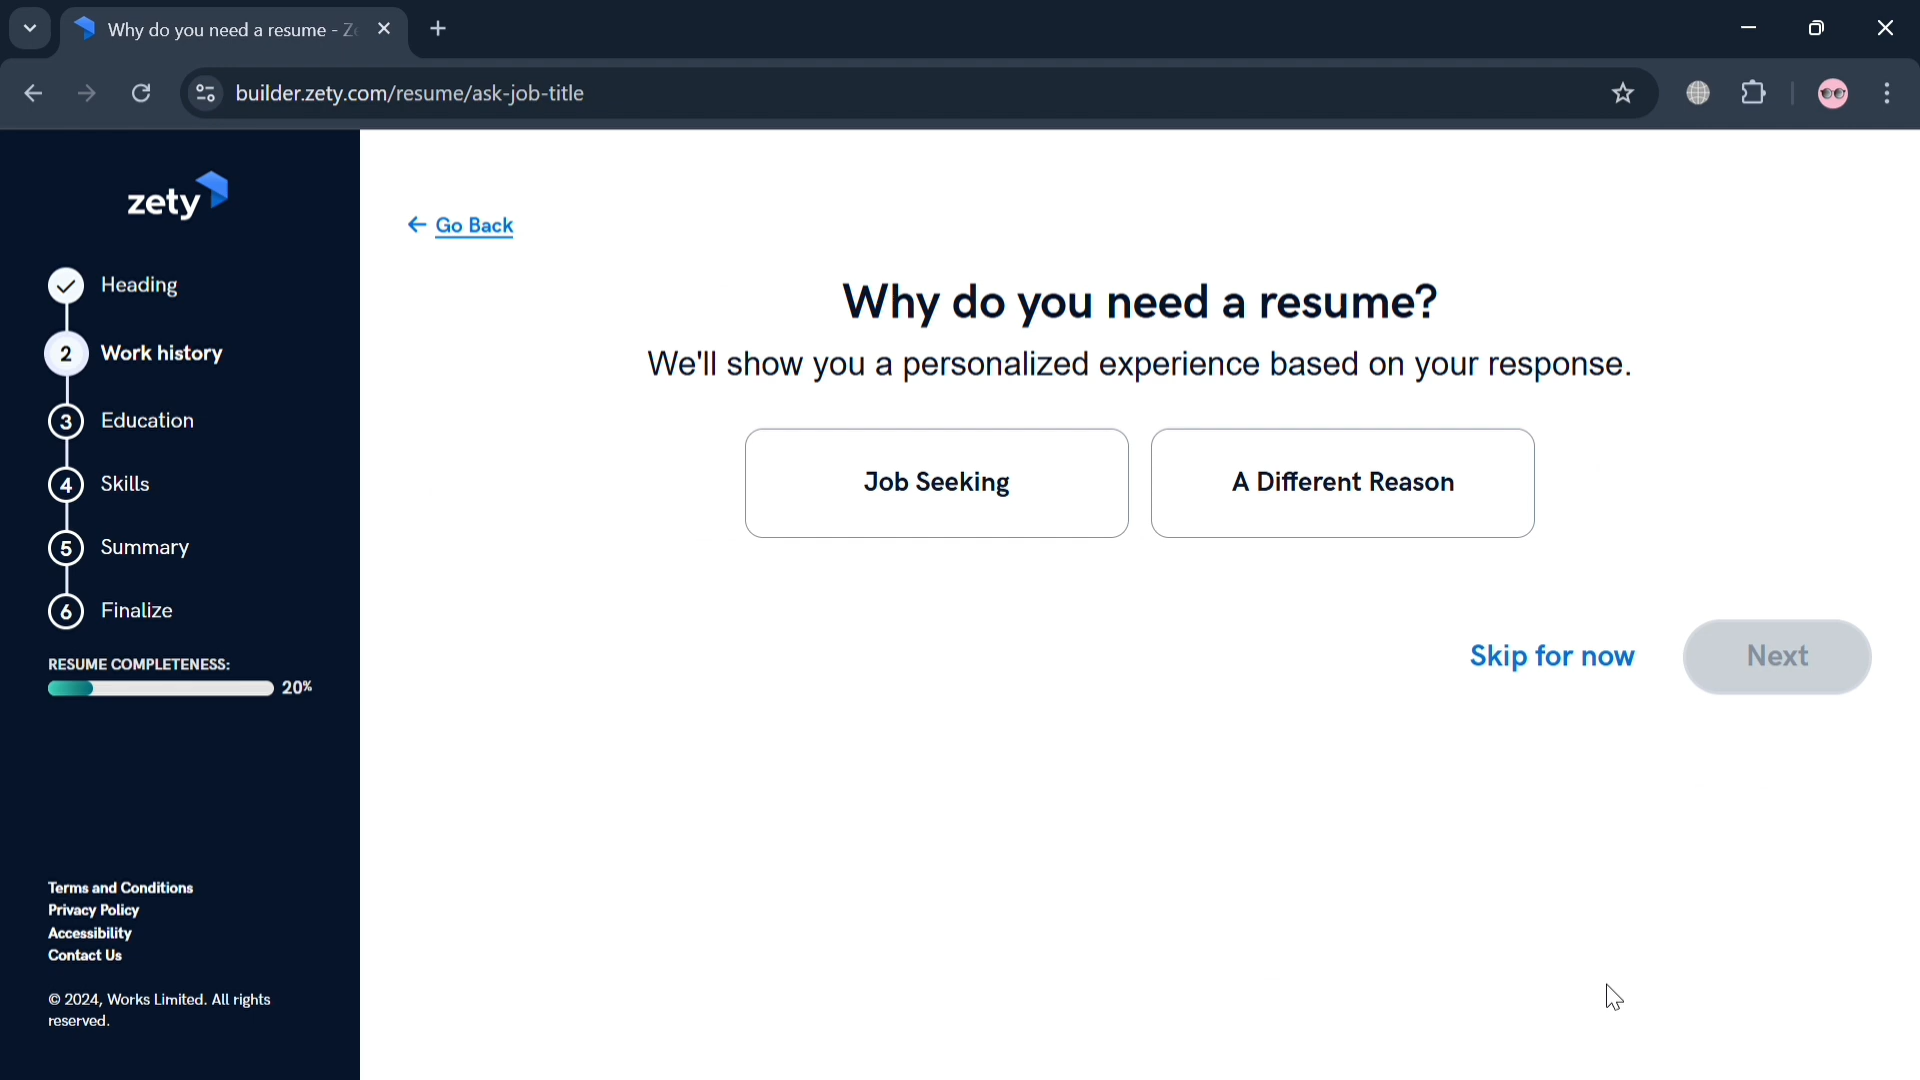 Why do you need a resume - Ze
builder.zety.com/resume/ask-job-title
zety
Heading
2 Work history
3 Education
4 Skills
5 Summary
6 Finalize
RESUME COMPLETENESS:
20%
Terms and Conditions
Privacy Policy
Accessibility
Contact Us
© 2024, Works Limited. All rights
reserved.
Go Back
Why do you need a resume?
We'll show you a personalized experience based on your response.
Job Seeking
A Different Reason
Skip for now
Next